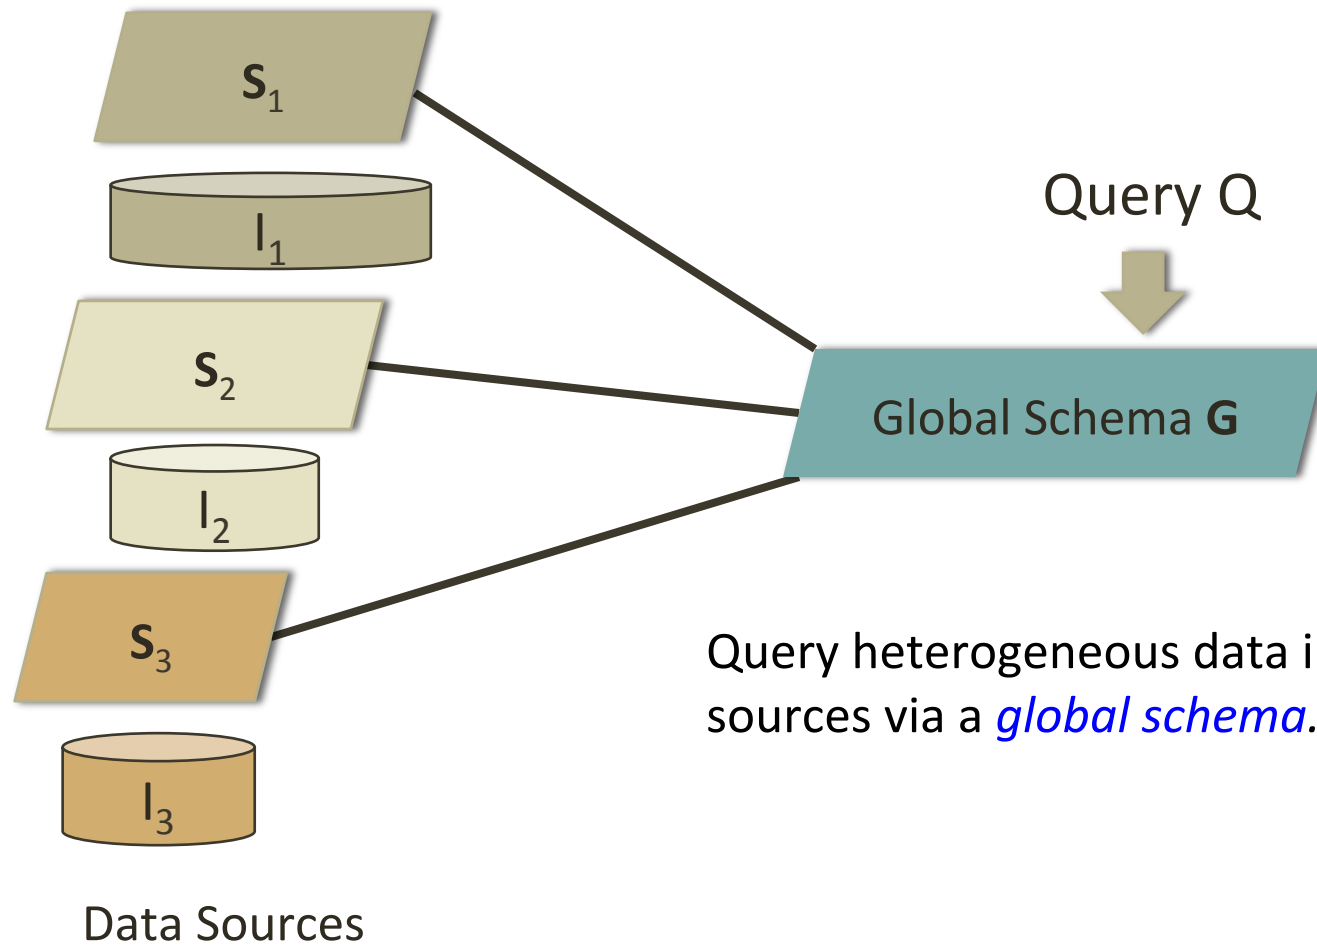 S₁
I₁
S₂
I₂
S₃
I₃
Data Sources
Query Q
Global Schema G
Query heterogeneous data i
sources via a global schema.